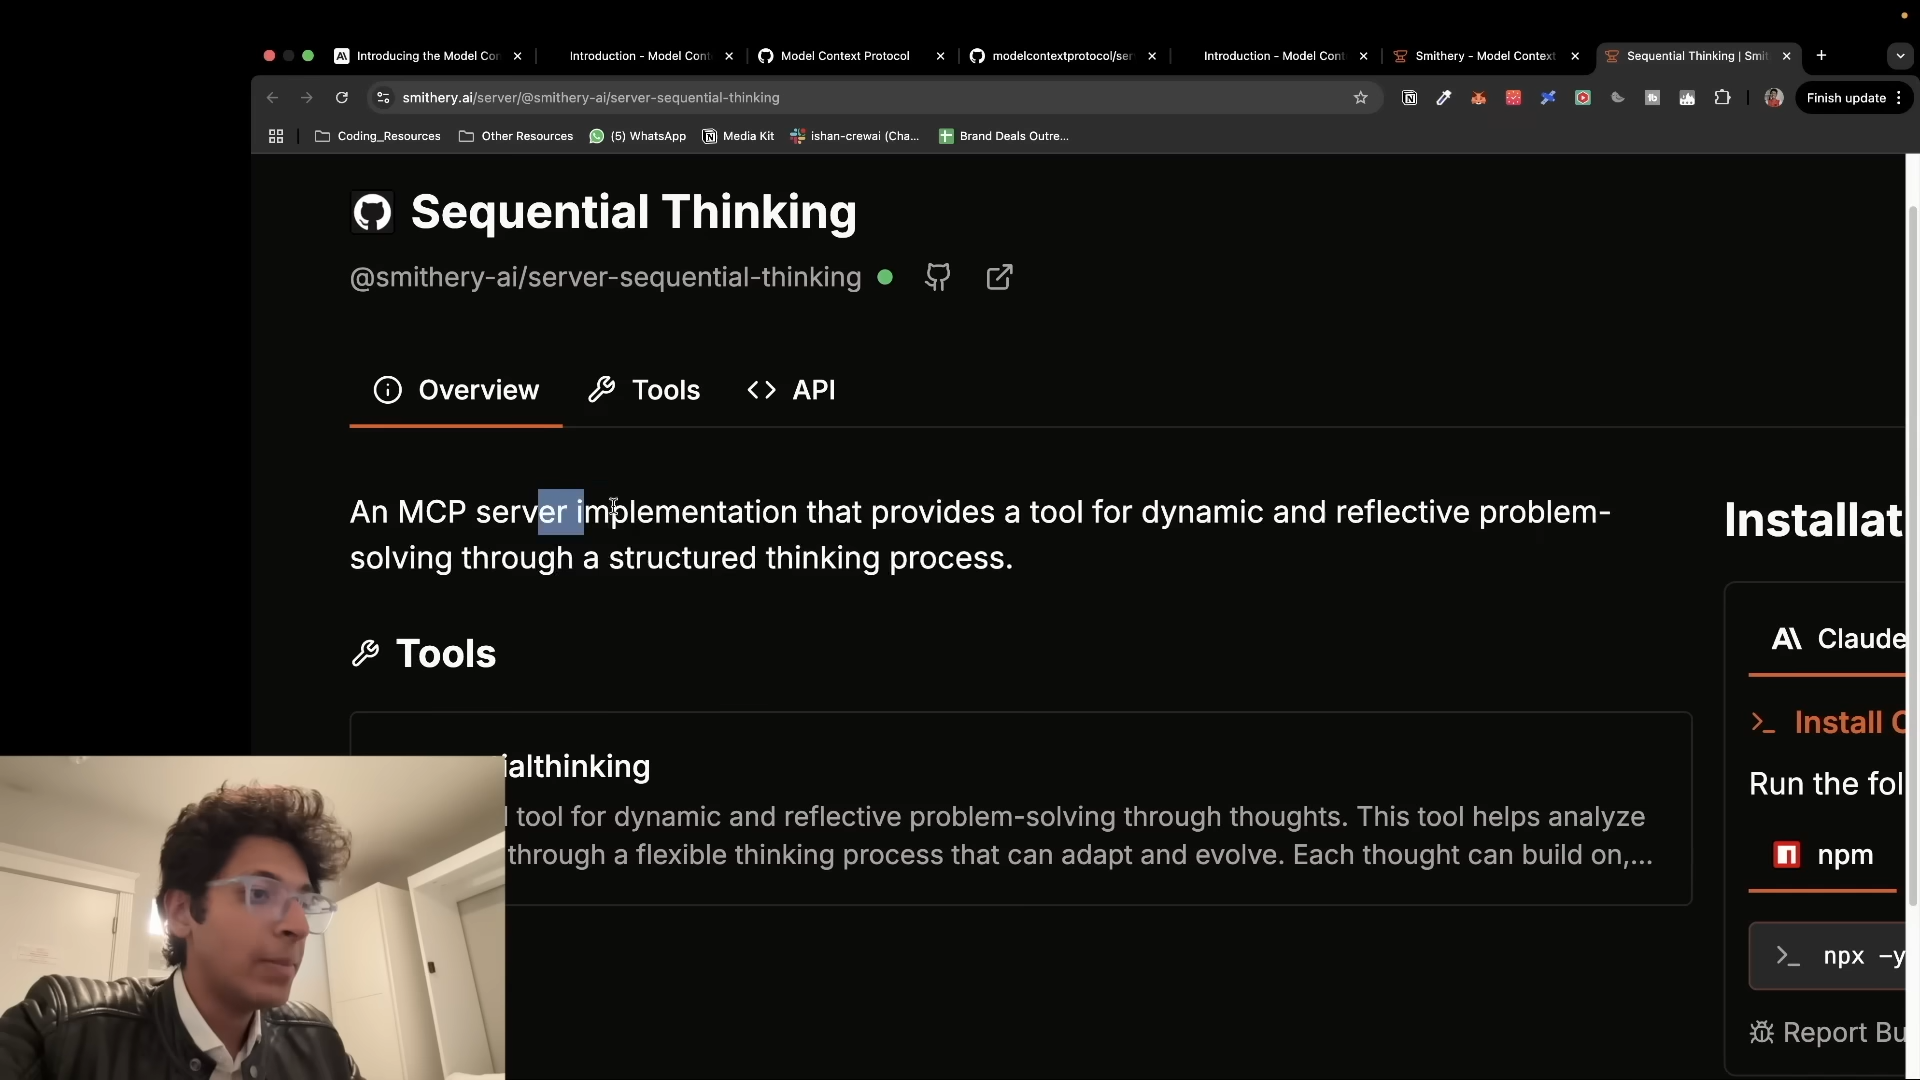 Introducing the Model Co
Introduction - Model Cont
Model Context Protocol
modelcontextprotocol/ser
Introduction - Model Cont
Smithery - Model Context
Sequential Thinking | Smit
smithery.ai/server/@smithery-ai/server-sequential-thinking
Finish update
Coding_Resources
Other Resources
(5) WhatsApp
Media Kit
ishan-crewai (Cha...
Brand Deals Outre...
Sequential Thinking
@smithery-ai/server-sequential-thinking
Overview
Tools
API
An MCP server implementation that provides a tool for dynamic and reflective problem-
solving through a structured thinking process.
Tools
ialthinking
tool for dynamic and reflective problem-solving through thoughts. This tool helps analyze
through a flexible thinking process that can adapt and evolve. Each thought can build on,...
Installat
Claude
>_ Install C
Run the fol
npm
>_ npx -y
Report Bu